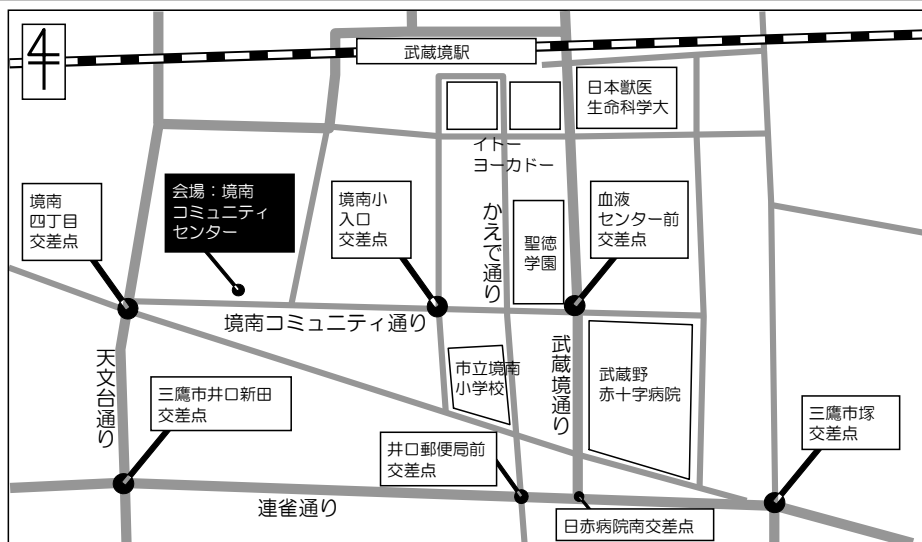 武蔵境駅
日本獣医
生命科学大
イトー
ヨーカドー
境南
四丁目
交差点
会場：境南
コミュニティ
センター
境南小
入口
交差点
かえで通り
聖徳
学園
血液
センター前
交差点
境南コミュニティ通り
天文台通り
市立境南
小学校
武蔵境通り
武蔵野
赤十字病院
三鷹市井口新田
交差点
三鷹市塚
交差点
井口郵便局前
交差点
連雀通り
日赤病院南交差点